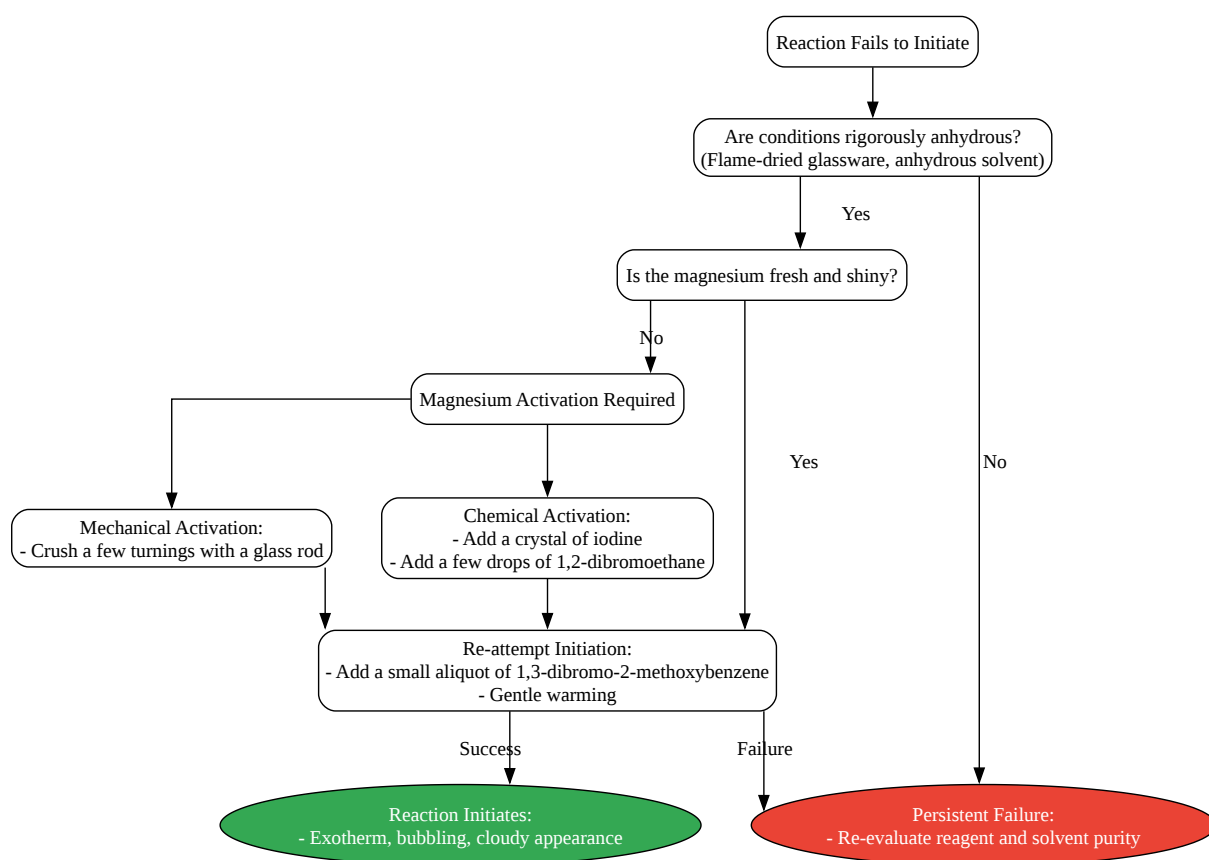 Reaction Fails to Initiate
Are conditions rigorously anhydrous?
(Flame-dried glassware, anhydrous solvent)
Yes
Is the magnesium fresh and shiny?
No
Magnesium Activation Required
Yes
No
Mechanical Activation:
- Crush a few turnings with a glass rod
Chemical Activation:
- Add a crystal of iodine
- Add a few drops of 1,2-dibromoethane
Re-attempt Initiation:
- Add a small aliquot of 1,3-dibromo-2-methoxybenzene
- Gentle warming
Success
Failure
Reaction Initiates:
- Exotherm, bubbling, cloudy appearance
Persistent Failure:
- Re-evaluate reagent and solvent purity